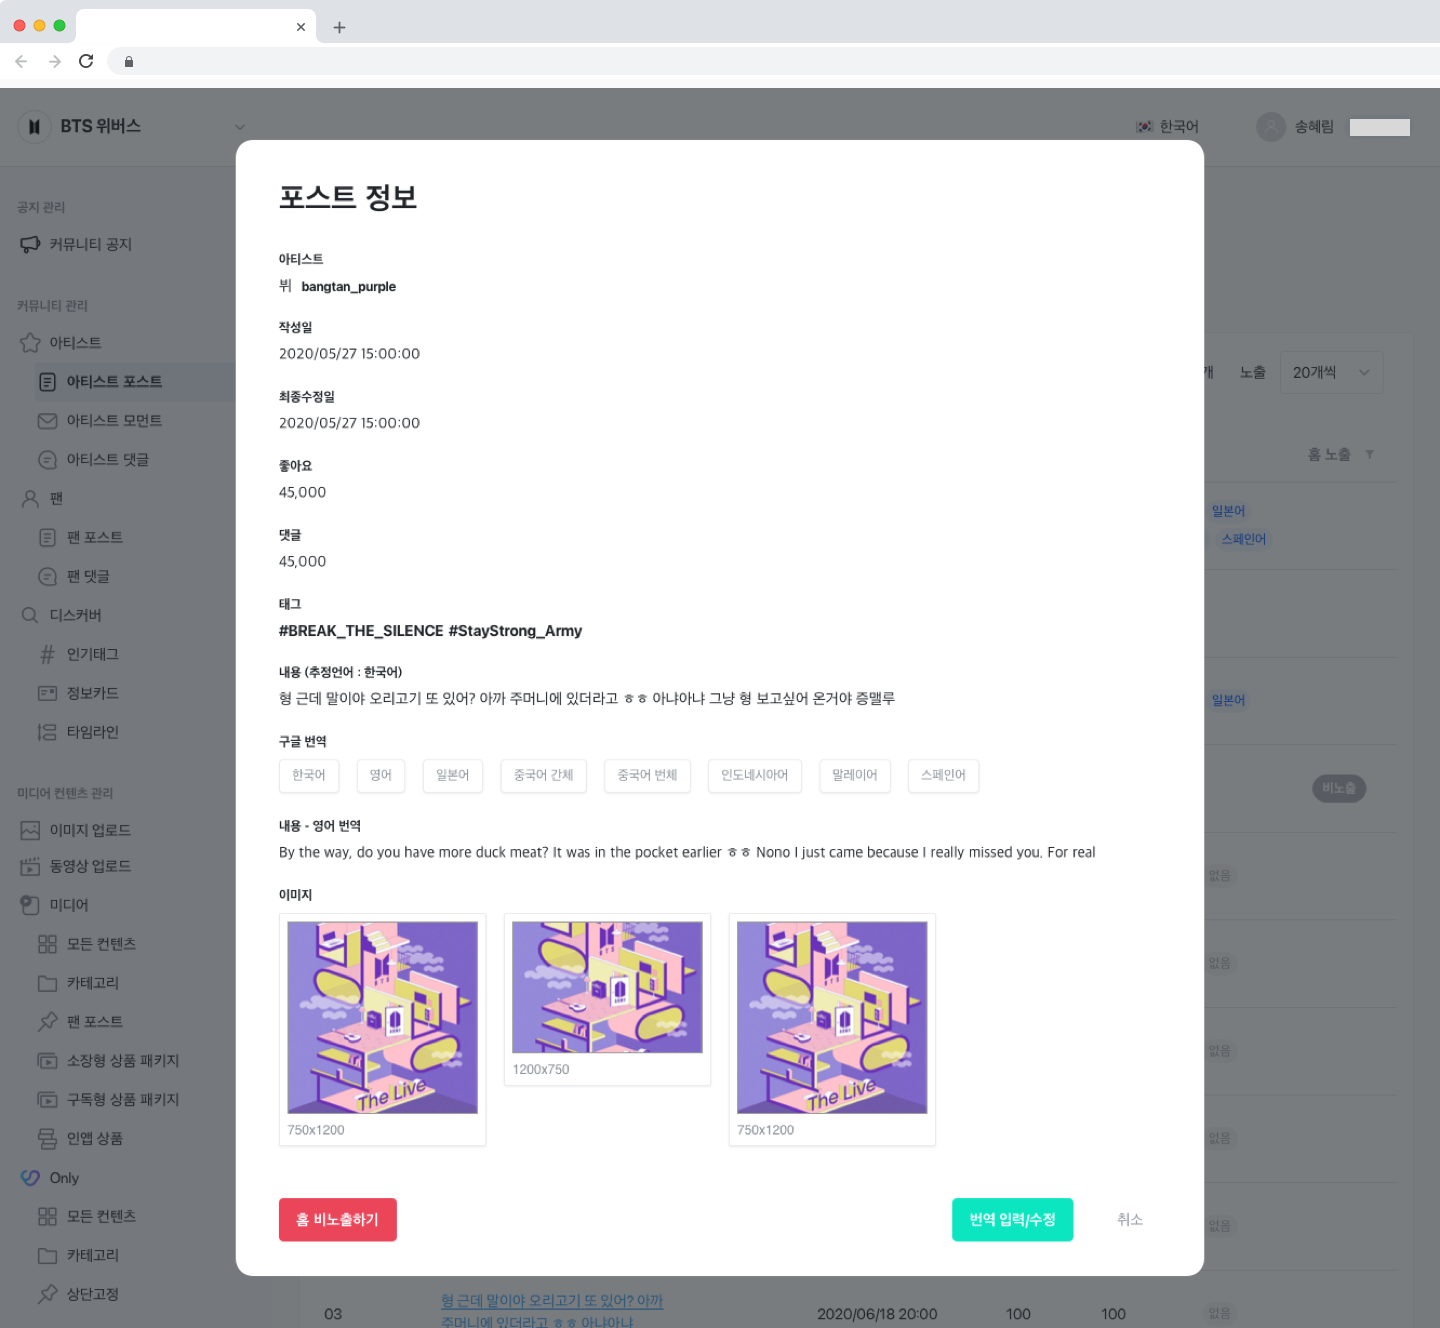 BTS 위버스
한국어
송혜림
공지 관리
커뮤니티 공지
커뮤니티 관리
아티스트
아티스트 포스트
아티스트 모먼트
아티스트 댓글
팬
팬 포스트
팬 댓글
디스커버
인기태그
정보카드
타임라인
미디어 컨텐츠 관리
이미지 업로드
동영상 업로드
미디어
모든 컨텐츠
카테고리
팬 포스트
소장형 상품 패키지
구독형 상품 패키지
인앱 상품
Only
모든 컨텐츠
카테고리
상단고정
포스트 정보
아티스트
뷔 bangtan_purple
작성일
2020/05/27 15:00:00
최종수정일
2020/05/27 15:00:00
좋아요
45,000
댓글
45,000
태그
#BREAK_THE_SILENCE #StayStrong_Army
내용 (추정언어 : 한국어)
형 근데 말이야 오리고기 또 있어? 아까 주머니에 있더라고 ㅎㅎ 아냐아냐 그냥 형 보고싶어 온거야 증맬루
구글 번역
한국어 영어 일본어 중국어 간체 중국어 번체 인도네시아어 말레이어 스페인어
내용 - 영어 번역
By the way, do you have more duck meat? It was in the pocket earlier ㅎㅎ Nono I just came because I really missed you. For real
이미지
The Live
750x1200
ARMY
1200x750
The Live
750x1200
홈 비노출하기
번역 입력/수정
취소
개 노출 20개씩
홈 노출
일본어
스페인어
일본어
비노출
없음
없음
없음
없음
없음
03 형 근데 말이야 오리고기 또 있어? 아까 2020/06/18 20:00 100 100 없음
주머니에 있더라고 ㅎㅎ 아냐아냐